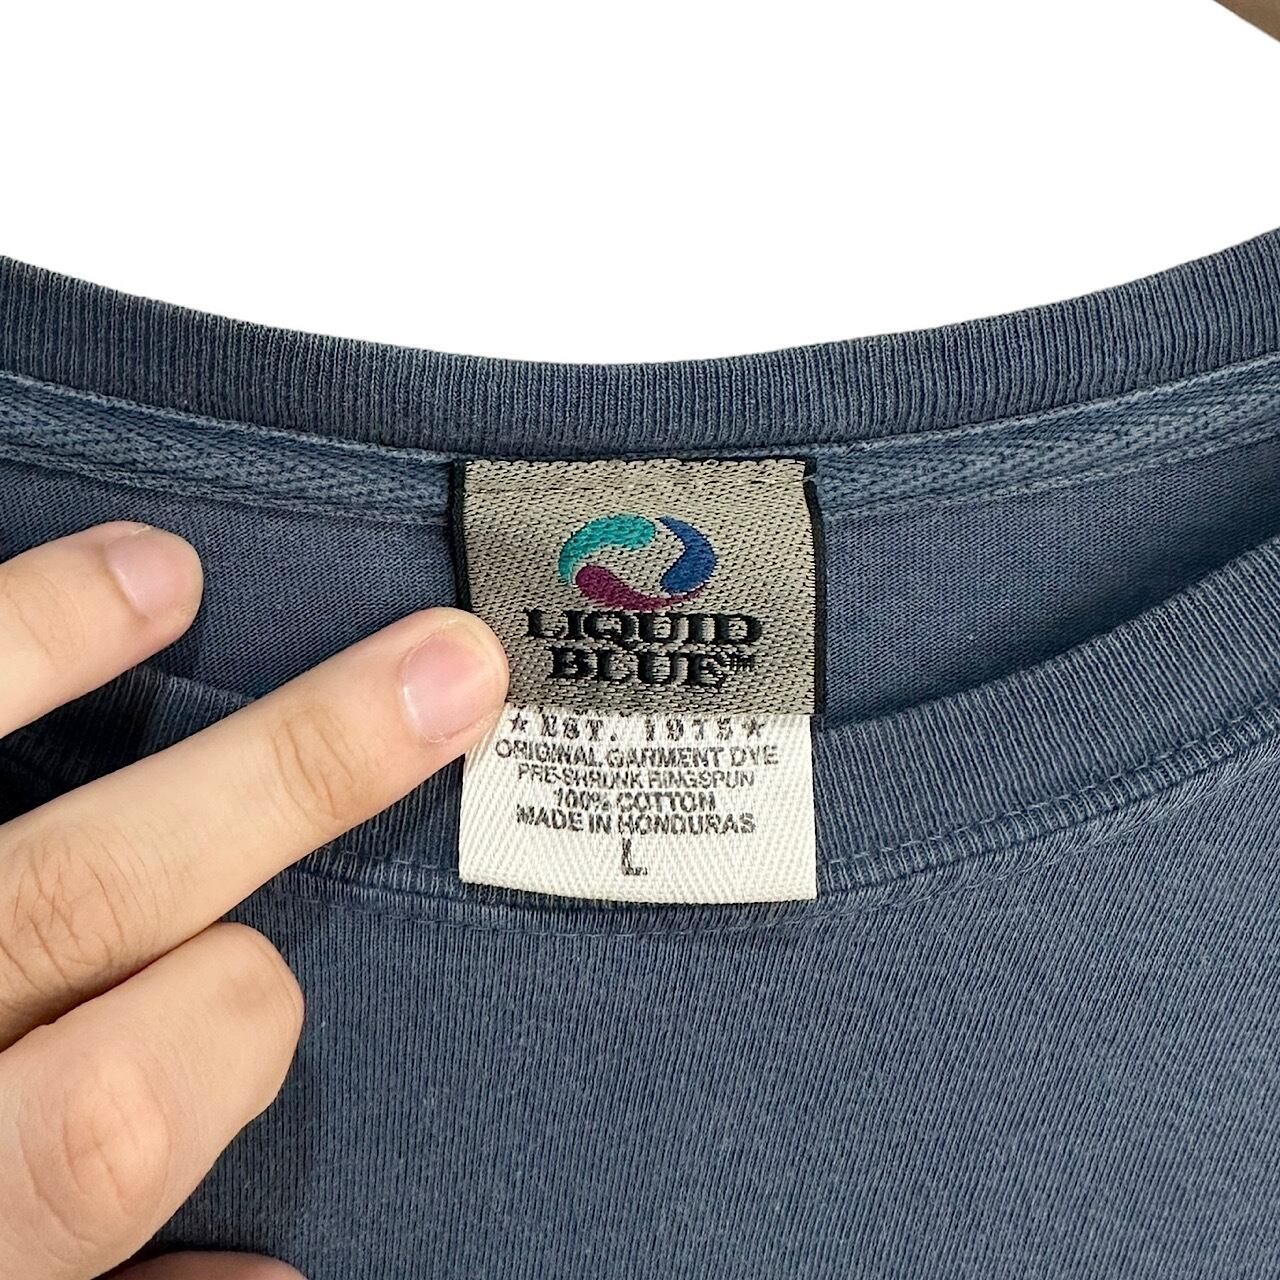 LIQUID
BLUE™
★ EST. 1975 ★
ORIGINAL GARMENT DYE
PRE-SHRUNK RINGSPUN
100% COTTON
MADE IN HONDURAS
L